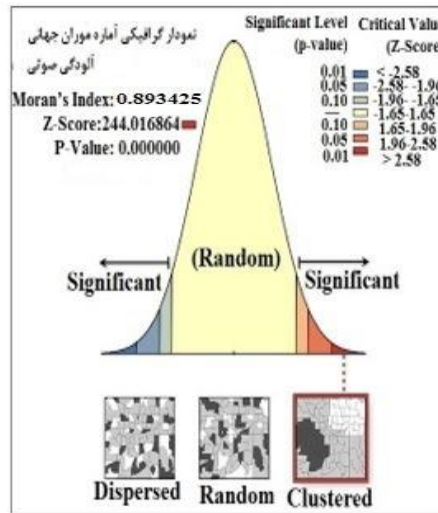 نمودار گرافیکی آماره موران جهانی
آلودگی صوتی
Moran's Index: 0.893425
Z-Score:244.016864
P-Value: 0.000000
Significant Level
(p-value)
Critical Value
(Z-Score
0.01 < -2.58
0.05 -2.58- -1.96
0.10 -1.96- -1.65
— -1.65-1.65
0.10 1.65-1.96
0.05 1.96-2.58
0.01 > 2.58
Significant
(Random)
Significant
Dispersed
Random
Clustered